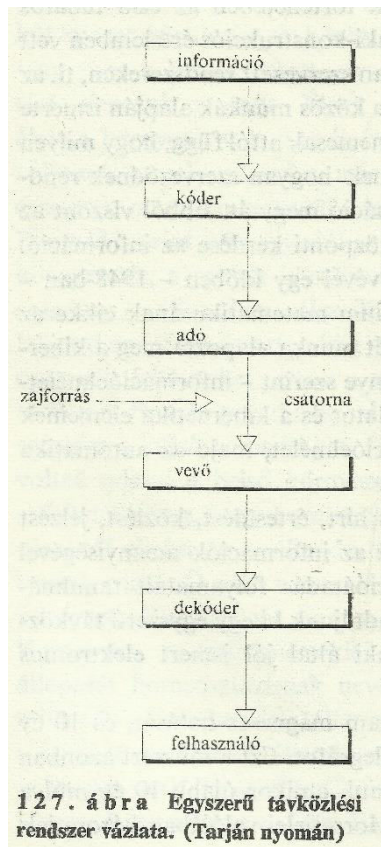 információ
kóder
adó
zajforrás
csatorna
vevő
dekóder
felhasználó
127. ábra Egyszerű távközlési
rendszer vázlata. (Tarján nyomán)